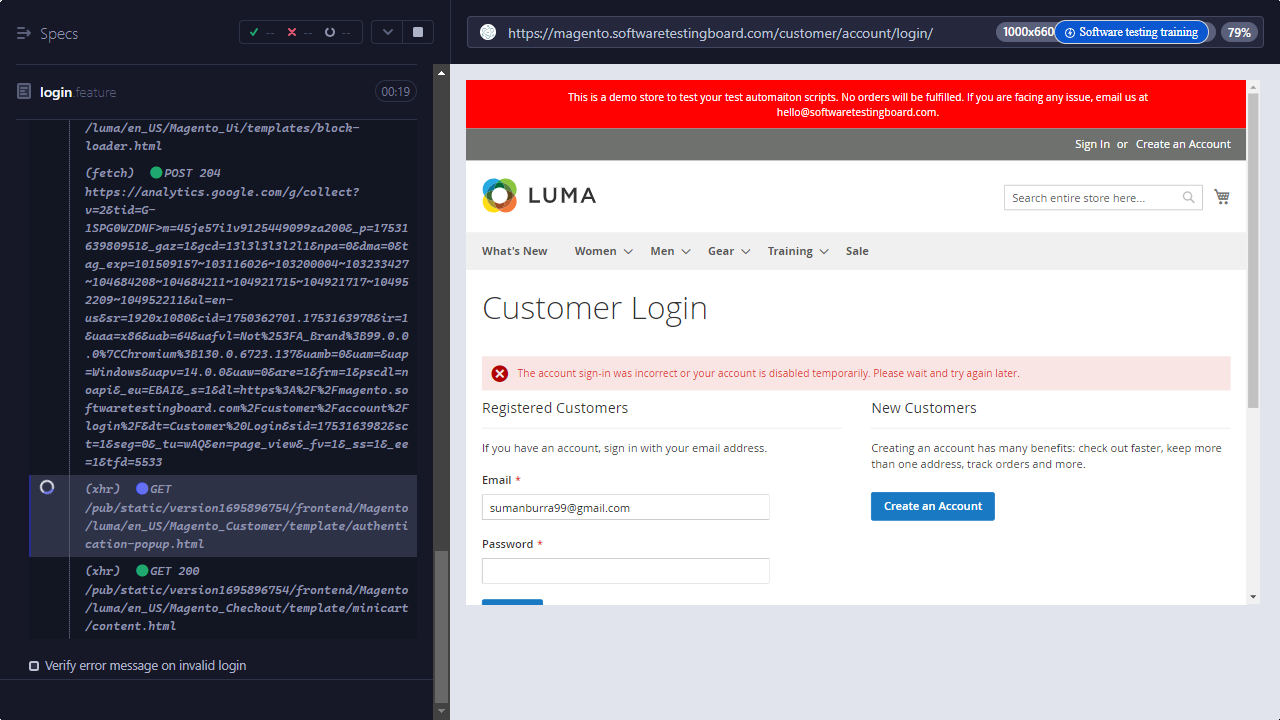 Specs
-- -- --
login.feature
00:19
/luma/en_US/Magento_Ui/templates/block-
loader.html
(fetch) POST 204
https://analytics.google.com/g/collect?
v=2&tid=G-
1SPG0WZDNF>m=45je57i1v9125449099za200&_p=17531
63980951&_gaz=1&gcd=13l3l3l3l2l1&npa=0&dma=0&t
ag_exp=101509157~103116026~103200004~103233427
~104684208~104684211~104921715~104921717~10495
2209~104952211&ul=en-
us&sr=1920x1080&cid=1750362701.1753163978&ir=1
&uaa=x86&uab=64&uafvl=Not%253FA_Brand%3B99.0.0
.0%7CChromium%3B130.0.6723.137&uamb=0&uam=&uap
=Windows&uapv=14.0.0&uaw=0&are=1&frm=1&pscdl=n
oapi&_eu=EBAI&_s=1&dl=https%3A%2F%2Fmagento.so
ftwaretestingboard.com%2Fcustomer%2Faccount%2F
login%2F&dt=Customer%20Login&sid=1753163982&sc
t=1&seg=0&_tu=wAQ&en=page_view&_fv=1&_ss=1&_ee
=1&tfd=5533
(xhr) GET
/pub/static/version1695896754/frontend/Magento
/luma/en_US/Magento_Customer/template/authenti
cation-popup.html
(xhr) GET 200
/pub/static/version1695896754/frontend/Magento
/luma/en_US/Magento_Checkout/template/minicart
/content.html
Verify error message on invalid login
https://magento.softwaretestingboard.com/customer/account/login/
1000x660
Software testing training
79%
This is a demo store to test your test automaiton scripts. No orders will be fulfilled. If you are facing any issue, email us at
hello@softwaretestingboard.com.
Sign In or Create an Account
LUMA
Search entire store here...
What's New Women Men Gear Training Sale
Customer Login
The account sign-in was incorrect or your account is disabled temporarily. Please wait and try again later.
Registered Customers
If you have an account, sign in with your email address.
Email *
sumanburra99@gmail.com
Password *
New Customers
Creating an account has many benefits: check out faster, keep more
than one address, track orders and more.
Create an Account